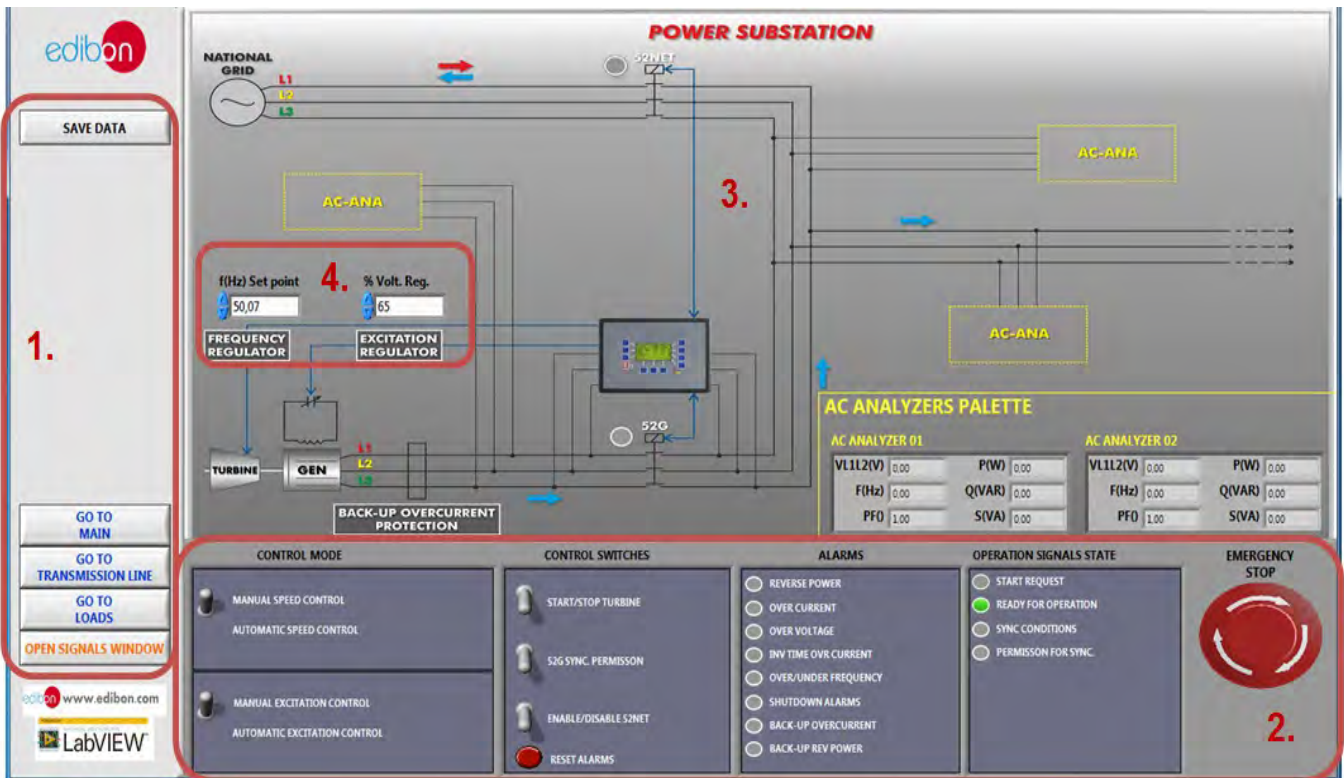 edibon
SAVE DATA
1.
GO TO
MAIN
GO TO
TRANSMISSION LINE
GO TO
LOADS
OPEN SIGNALS WINDOW
edibon www.edibon.com
LabVIEW
POWER SUBSTATION
NATIONAL
GRID
L1
L2
L3
52NET
AC-ANA
AC-ANA
3.
AC-ANA
4.
f(Hz) Set point
50,07
FREQUENCY
REGULATOR
% Volt. Reg.
65
EXCITATION
REGULATOR
TURBINE
GEN
L1
L2
L3
52G
BACK-UP OVERCURRENT
PROTECTION
AC ANALYZERS PALETTE
AC ANALYZER 01
VL1L2(V) 0.00 P(W) 0.00
F(Hz) 0.00 Q(VAR) 0.00
PF() 1.00 S(VA) 0.00
AC ANALYZER 02
VL1L2(V) 0.00 P(W) 0.00
F(Hz) 0.00 Q(VAR) 0.00
PF() 1.00 S(VA) 0.00
CONTROL MODE
MANUAL SPEED CONTROL
AUTOMATIC SPEED CONTROL
MANUAL EXCITATION CONTROL
AUTOMATIC EXCITATION CONTROL
CONTROL SWITCHES
START/STOP TURBINE
52G SYNC. PERMISSON
ENABLE/DISABLE 52NET
RESET ALARMS
ALARMS
REVERSE POWER
OVER CURRENT
OVER VOLTAGE
INV TIME OVR CURRENT
OVER/UNDER FREQUENCY
SHUTDOWN ALARMS
BACK-UP OVERCURRENT
BACK-UP REV POWER
OPERATION SIGNALS STATE
START REQUEST
READY FOR OPERATION
SYNC CONDITIONS
PERMISSON FOR SYNC.
EMERGENCY
STOP
2.